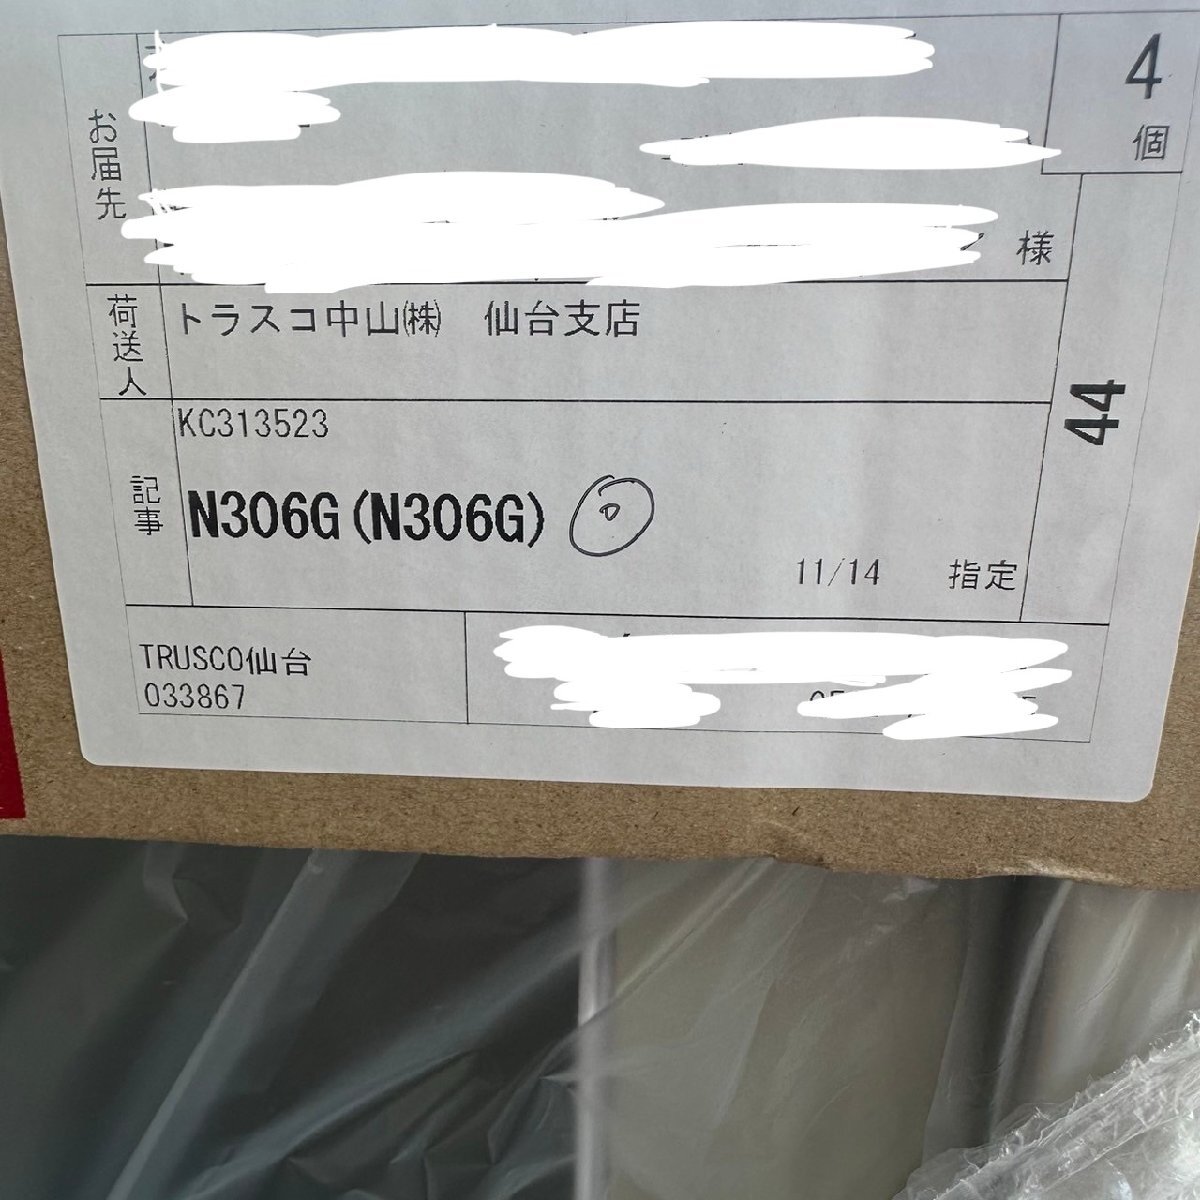 お届先
4
個
様
荷送人
トラスコ中山㈱ 仙台支店
44
記事
KC313523
N306G(N306G)
11/14 指定
TRUSCO仙台
033867